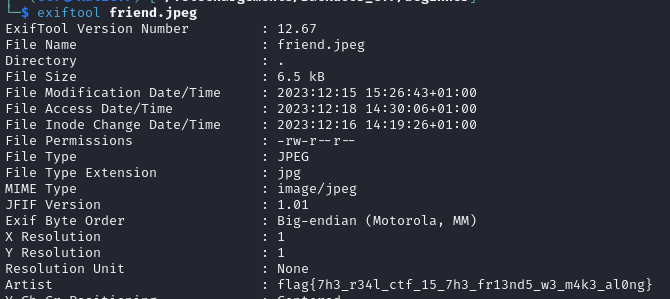 $ exiftool friend.jpeg
ExifTool Version Number : 12.67
File Name : friend.jpeg
Directory : .
File Size : 6.5 kB
File Modification Date/Time : 2023:12:15 15:26:43+01:00
File Access Date/Time : 2023:12:18 14:30:06+01:00
File Inode Change Date/Time : 2023:12:16 14:19:26+01:00
File Permissions : -rw-r--r--
File Type : JPEG
File Type Extension : jpg
MIME Type : image/jpeg
JFIF Version : 1.01
Exif Byte Order : Big-endian (Motorola, MM)
X Resolution : 1
Y Resolution : 1
Resolution Unit : None
Artist : flag{7h3_r34l_ctf_15_7h3_fr13nd5_w3_m4k3_al0ng}